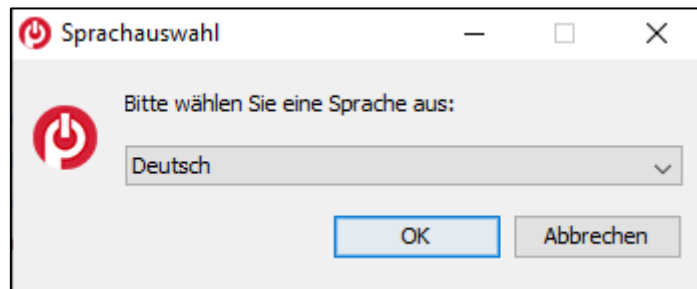 Sprachauswahl
Bitte wählen Sie eine Sprache aus:
Deutsch
OK Abbrechen